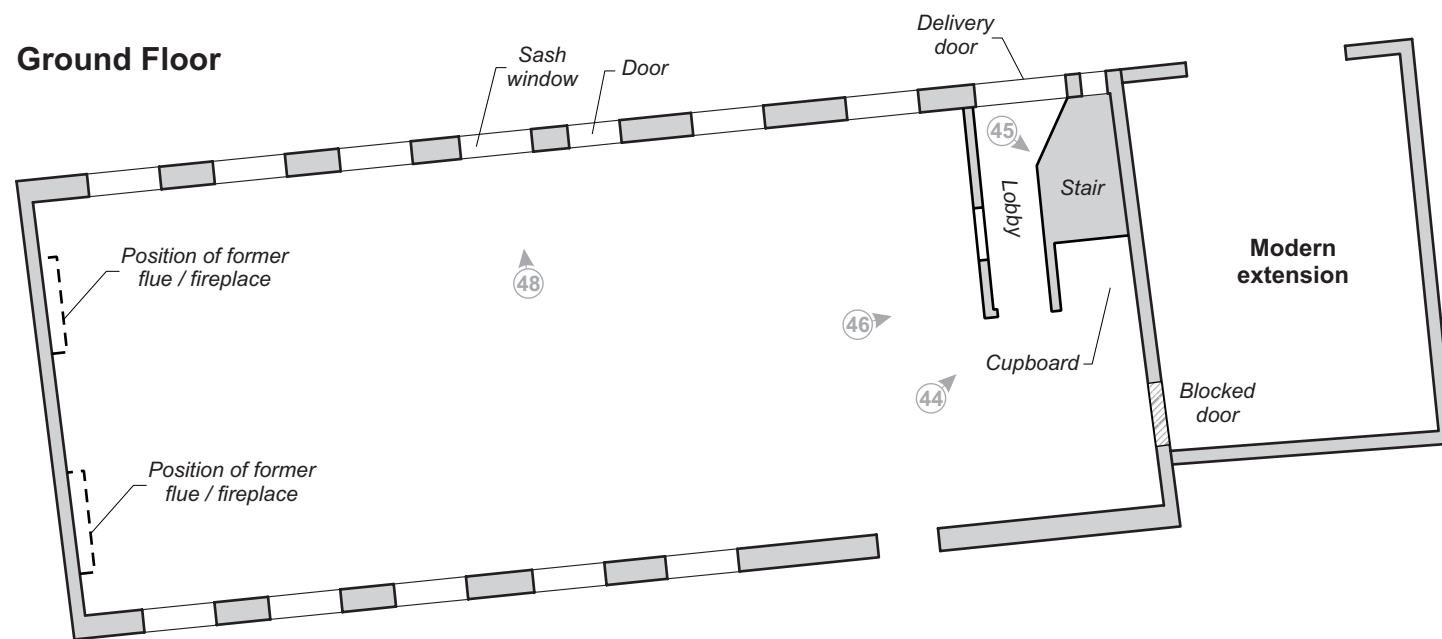 Ground Floor
Sash
window
Door
Delivery
door
45
Lobby
Stair
Position of former
flue / fireplace
48
46
Modern
extension
Cupboard
44
Blocked
door
Position of former
flue / fireplace